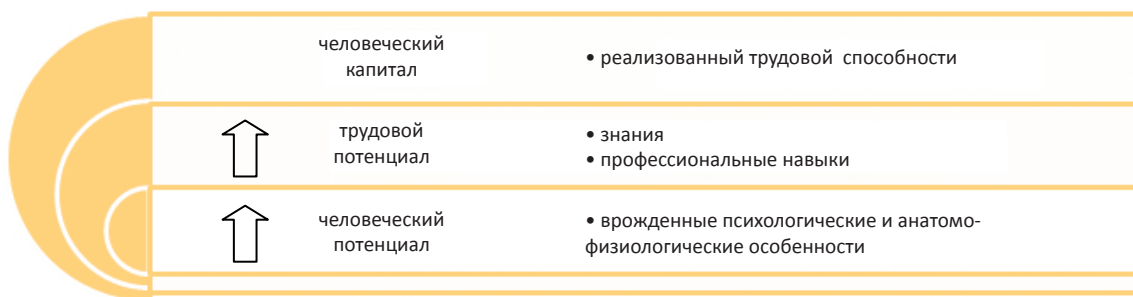 человеческий
капитал
• реализованный трудовой способности
трудовой
потенциал
• знания
• профессиональные навыки
человеческий
потенциал
• врожденные психологические и анатомо-
физиологические особенности